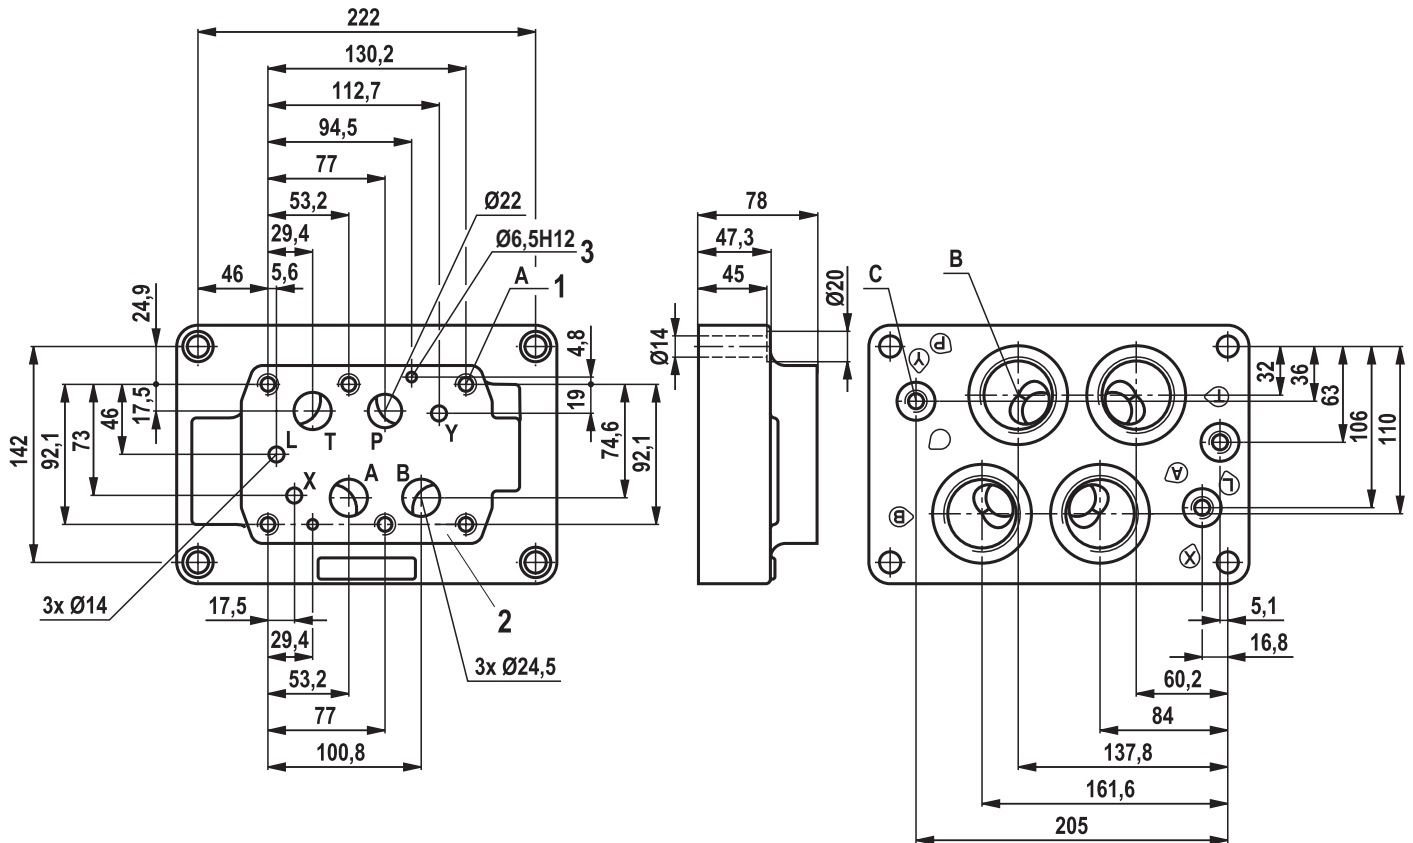 222
130,2
112,7
94,5
77
53,2
29,4
46 5,6
24,9
Ø22
Ø6,5H12 3
A 1
4,8
19
17,5
46
73
92,1
142
74,6
92,1
L T P Y
X A B
3x Ø14
17,5
29,4
53,2
77
100,8
2
3x Ø24,5
78
47,3
45
Ø20
Ø14
C B
P
Y
T
A
L
B
X
32
36
63
106
110
5,1
16,8
60,2
84
137,8
161,6
205